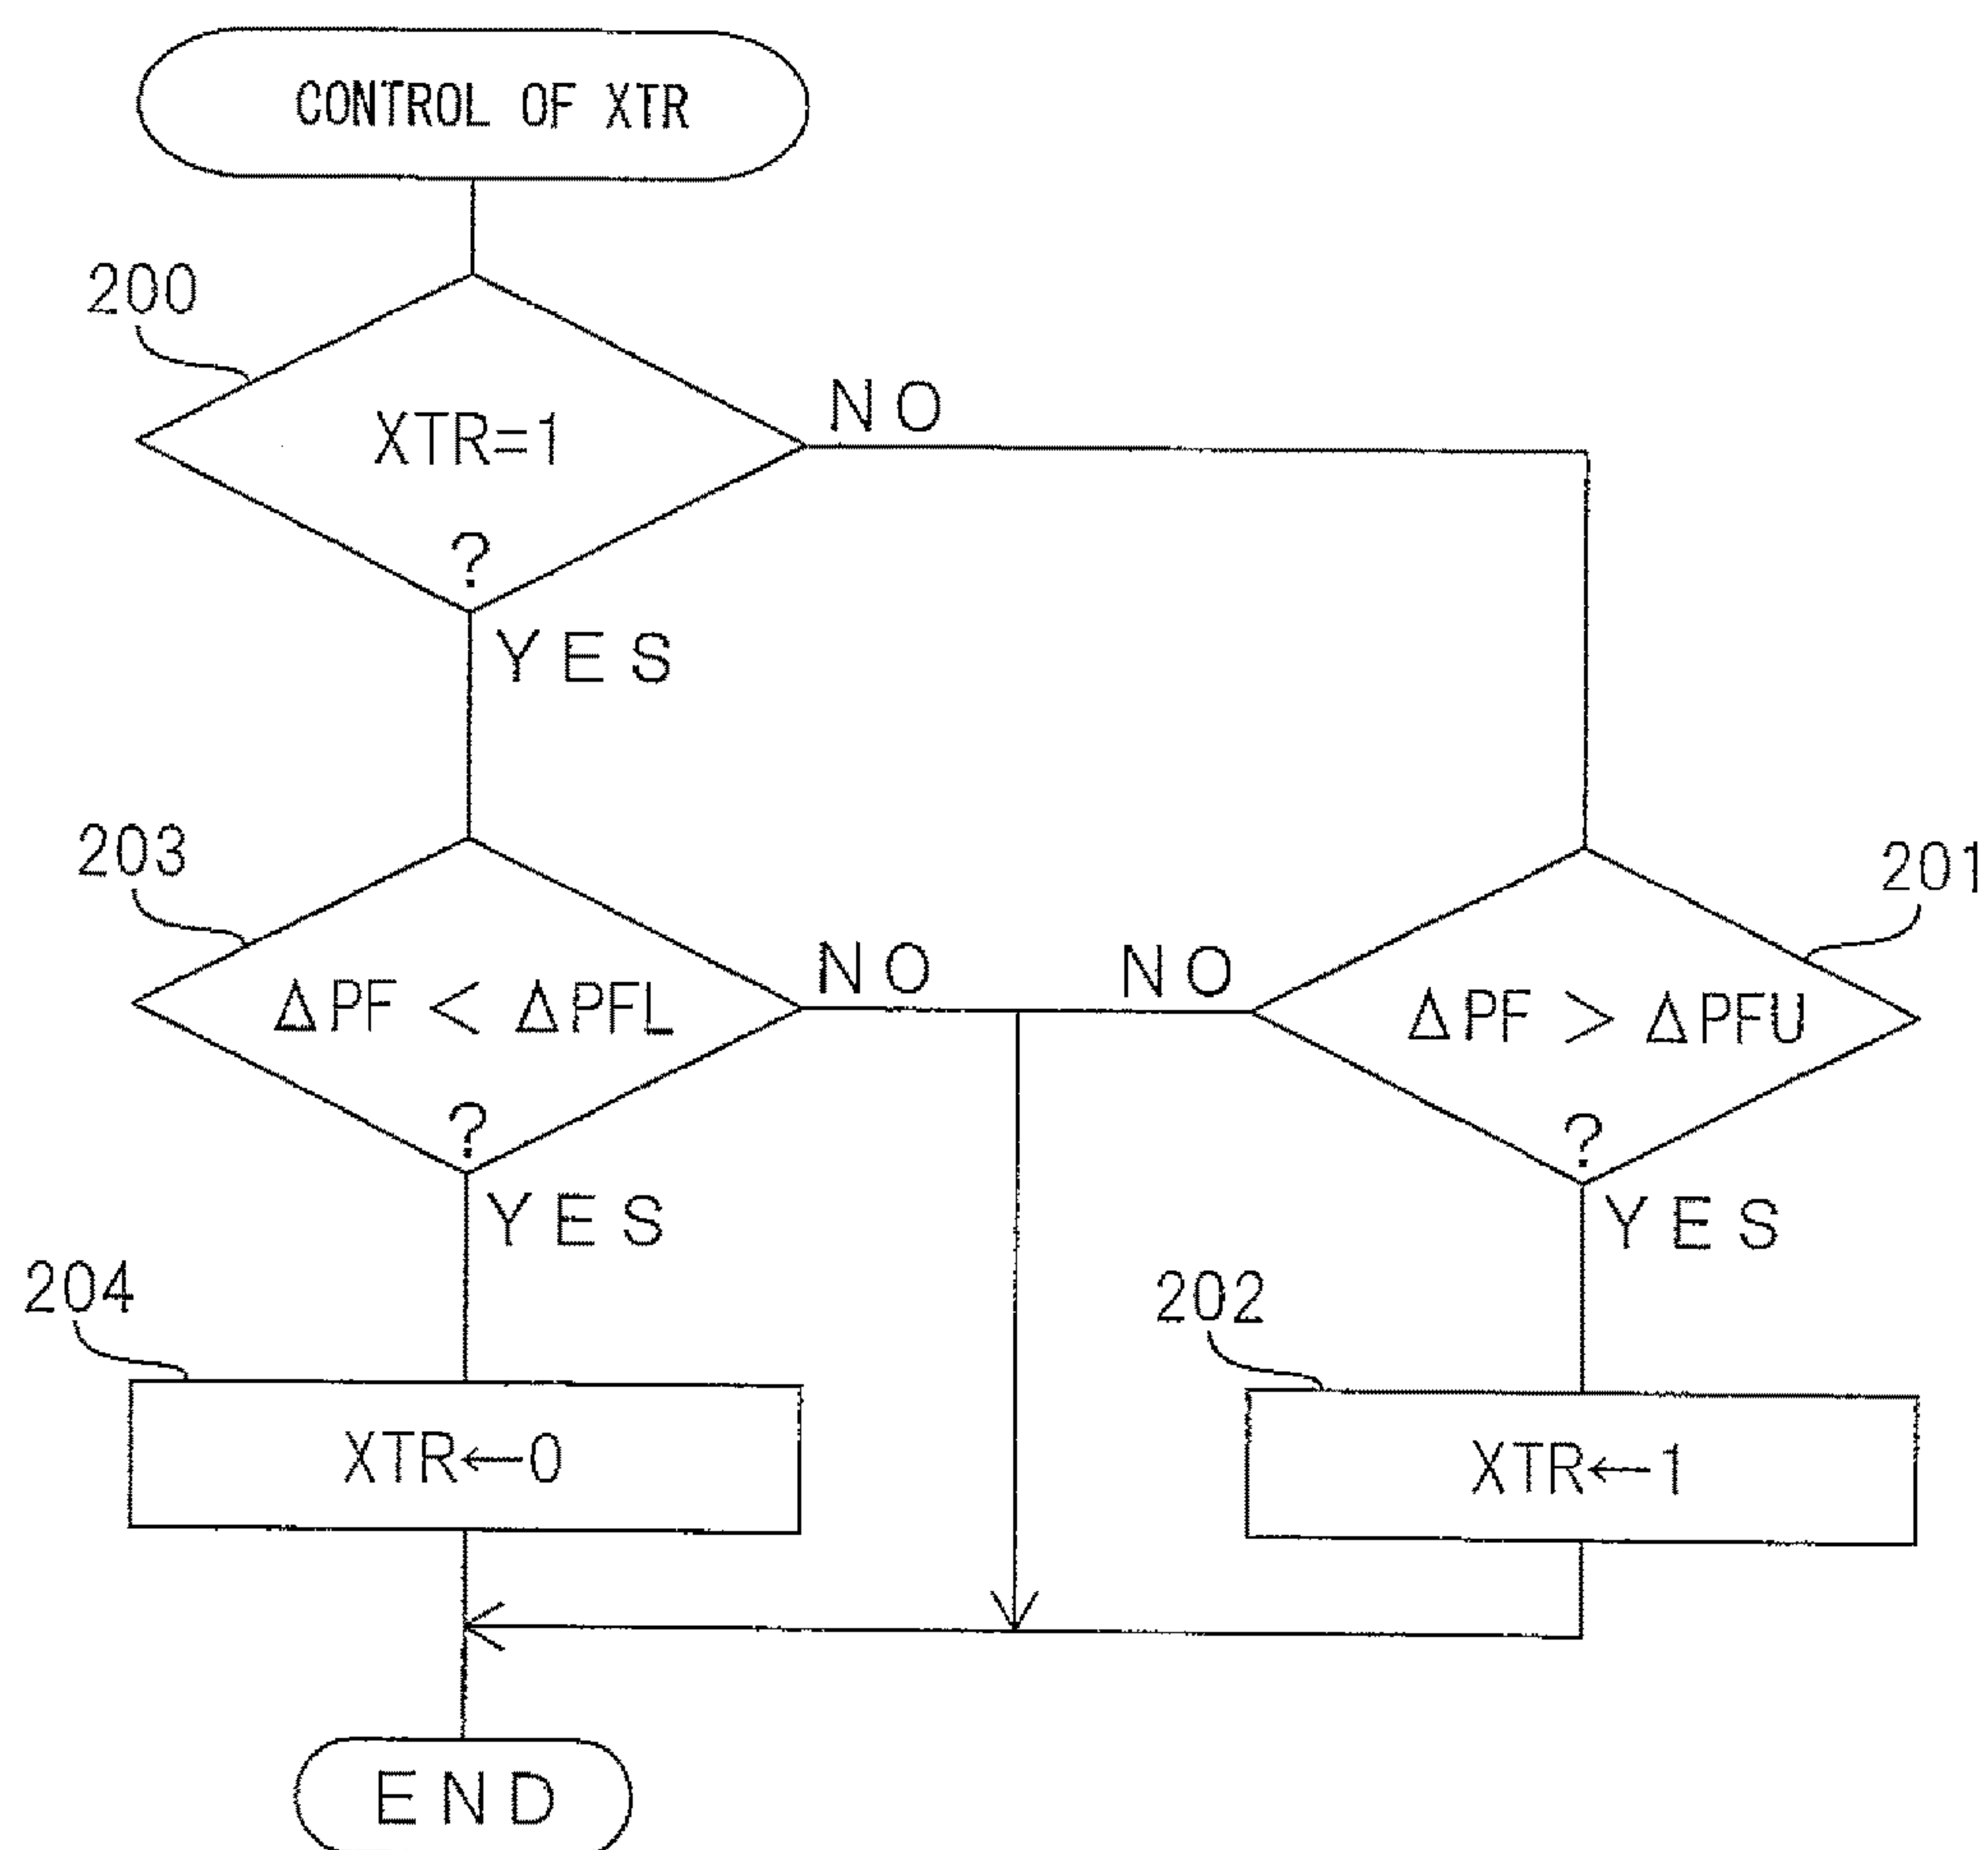 CONTROL OF XTR
200
XTR=1
?
NO
YES
203
ΔPF < ΔPFL
?
NO
YES
NO
201
ΔPF > ΔPFU
?
YES
204
XTR←0
202
XTR←1
END